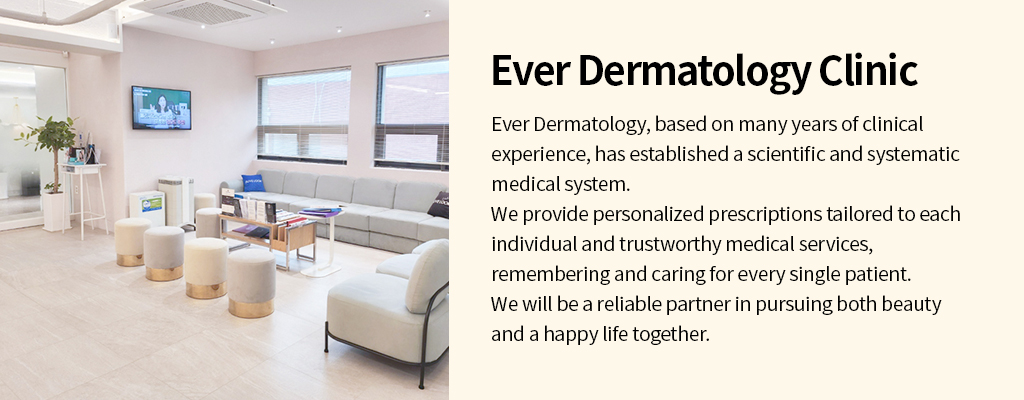 Ever Dermatology Clinic
Ever Dermatology, based on many years of clinical
experience, has established a scientific and systematic
medical system.
We provide personalized prescriptions tailored to each
individual and trustworthy medical services,
remembering and caring for every single patient.
We will be a reliable partner in pursuing both beauty
and a happy life together.